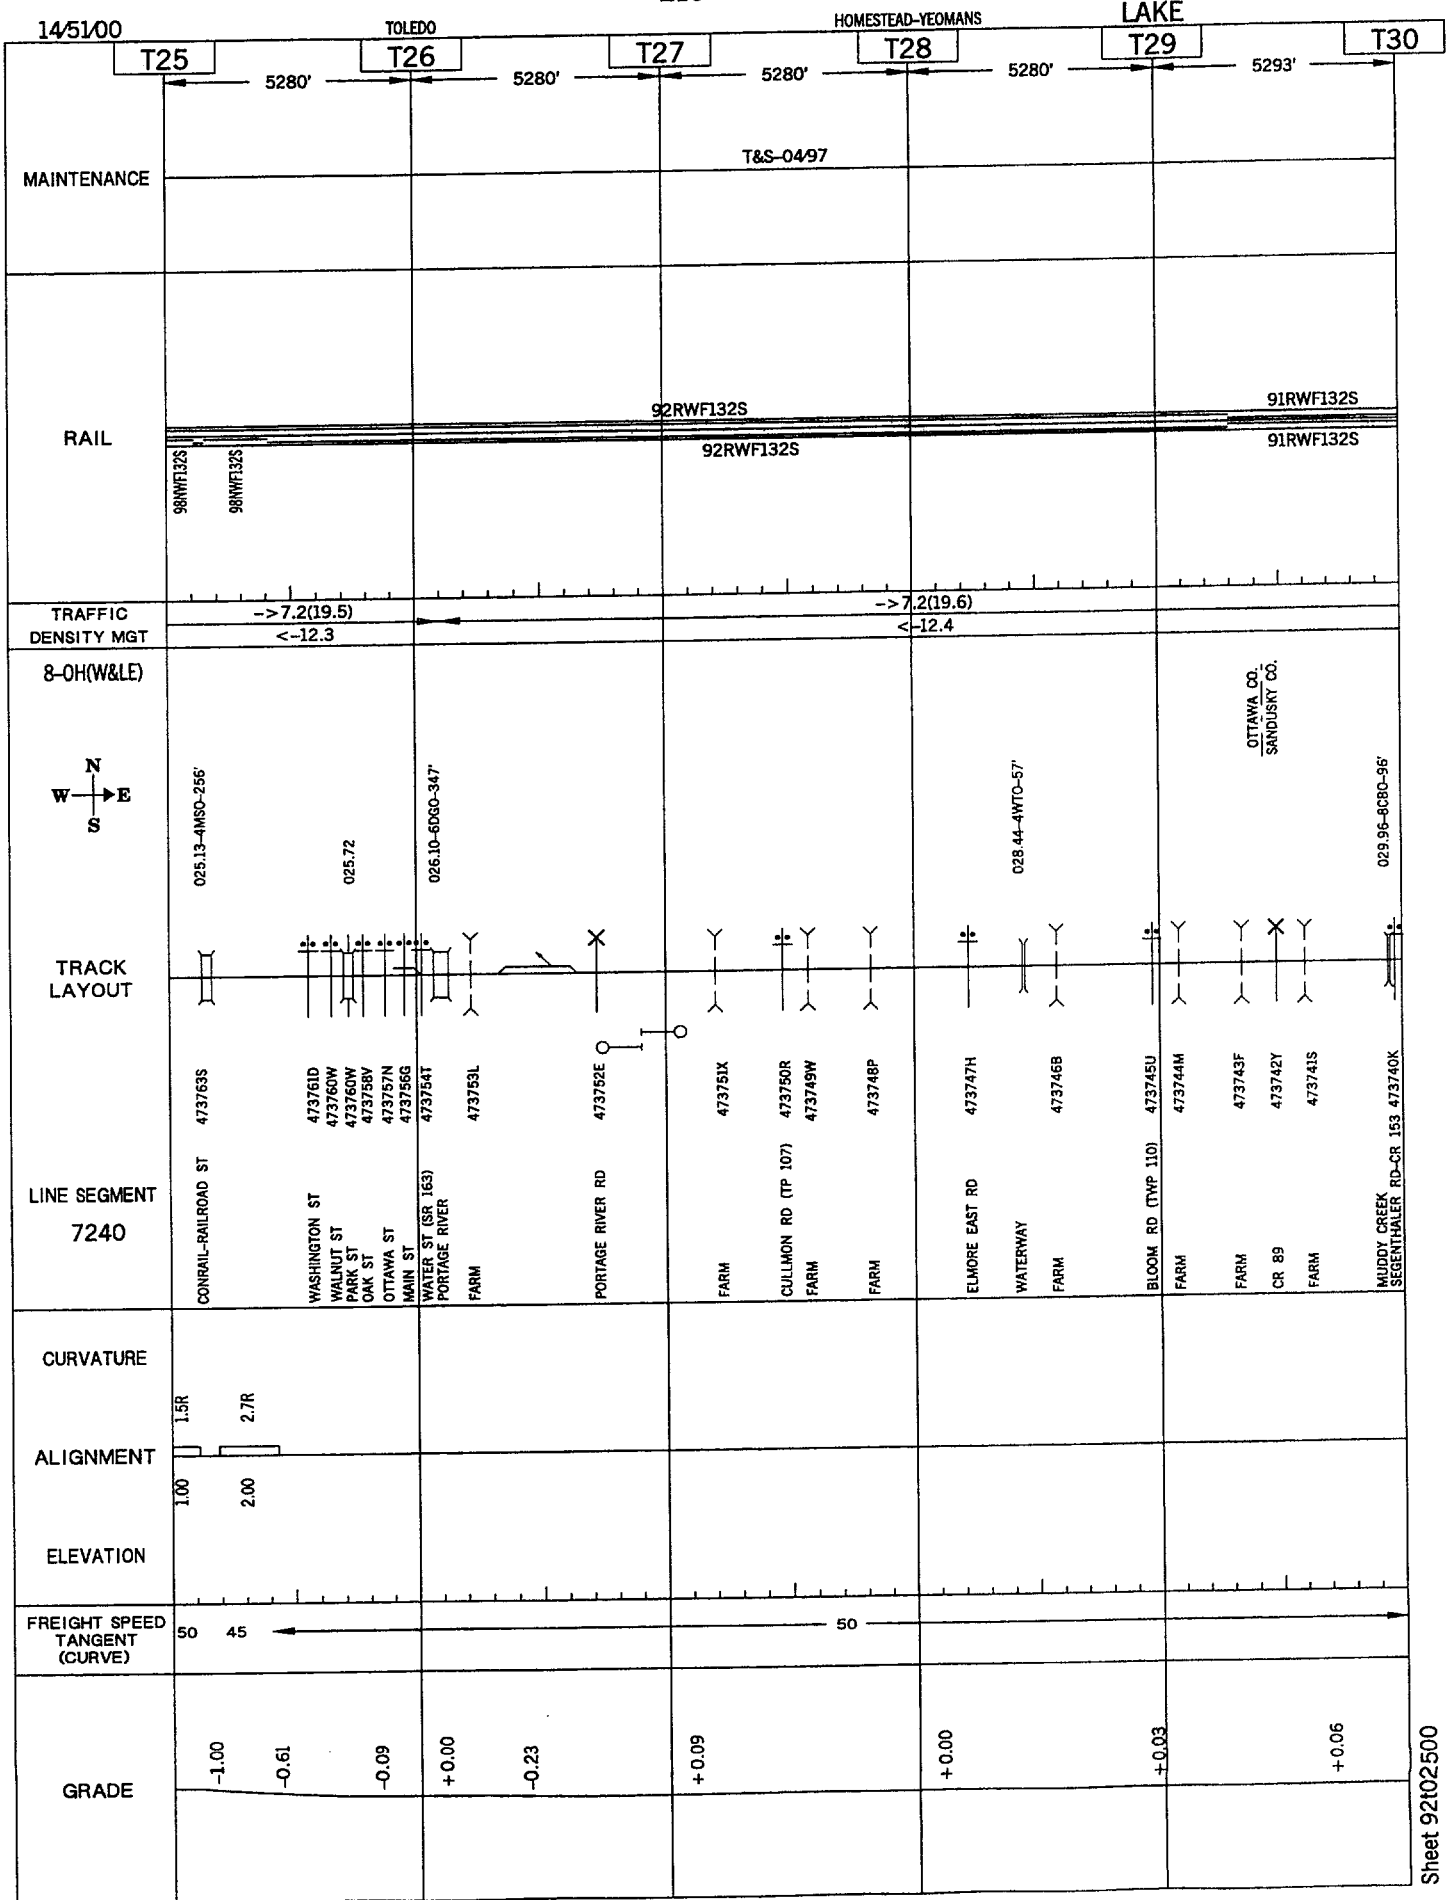 14/51/00
TOLEDO
HOMESTEAD-YEOMANS
LAKE
T25
T26
T27
T28
T29
T30
5280'
5280'
5280'
5280'
5293'
MAINTENANCE
T&S-04/97
RAIL
92RWF132S
91RWF132S
92RWF132S
91RWF132S
98NWF132S
98NWF132S
TRAFFIC
DENSITY MGT
->7.2(19.5)
<-12.3
->7.2(19.6)
<-12.4
8-OH(W&LE)
N
W
E
S
OTTAWA CO.
SANDUSKY CO.
025.13-4MSO-256'
025.72
026.10-6DGO-347'
028.44-4WTO-57'
029.96-8CBO-96'
TRACK
LAYOUT
473763S
473761D
473760W
473760W
473758V
473757N
473756G
473754T
473753L
473752E
473751X
473750R
473749W
473748P
473747H
473746B
473745U
473744M
473743F
473742Y
473741S
473740K
LINE SEGMENT
7240
CONRAIL-RAILROAD ST
WASHINGTON ST
WALNUT ST
PARK ST
OAK ST
OTTAWA ST
MAIN ST
WATER ST (SR 163)
PORTAGE RIVER
FARM
PORTAGE RIVER RD
FARM
CULLMON RD (TP 107)
FARM
FARM
ELMORE EAST RD
WATERWAY
FARM
BLOOM RD (TWP 110)
FARM
FARM
CR 89
FARM
MUDDY CREEK
SEGENTHALER RD-CR 153
CURVATURE
1.5R
2.7R
ALIGNMENT
1.00
2.00
ELEVATION
FREIGHT SPEED
TANGENT
(CURVE)
50
45
50
GRADE
-1.00
-0.61
-0.09
+0.00
-0.23
+0.09
+0.00
+0.03
+0.06
Sheet 92t02500